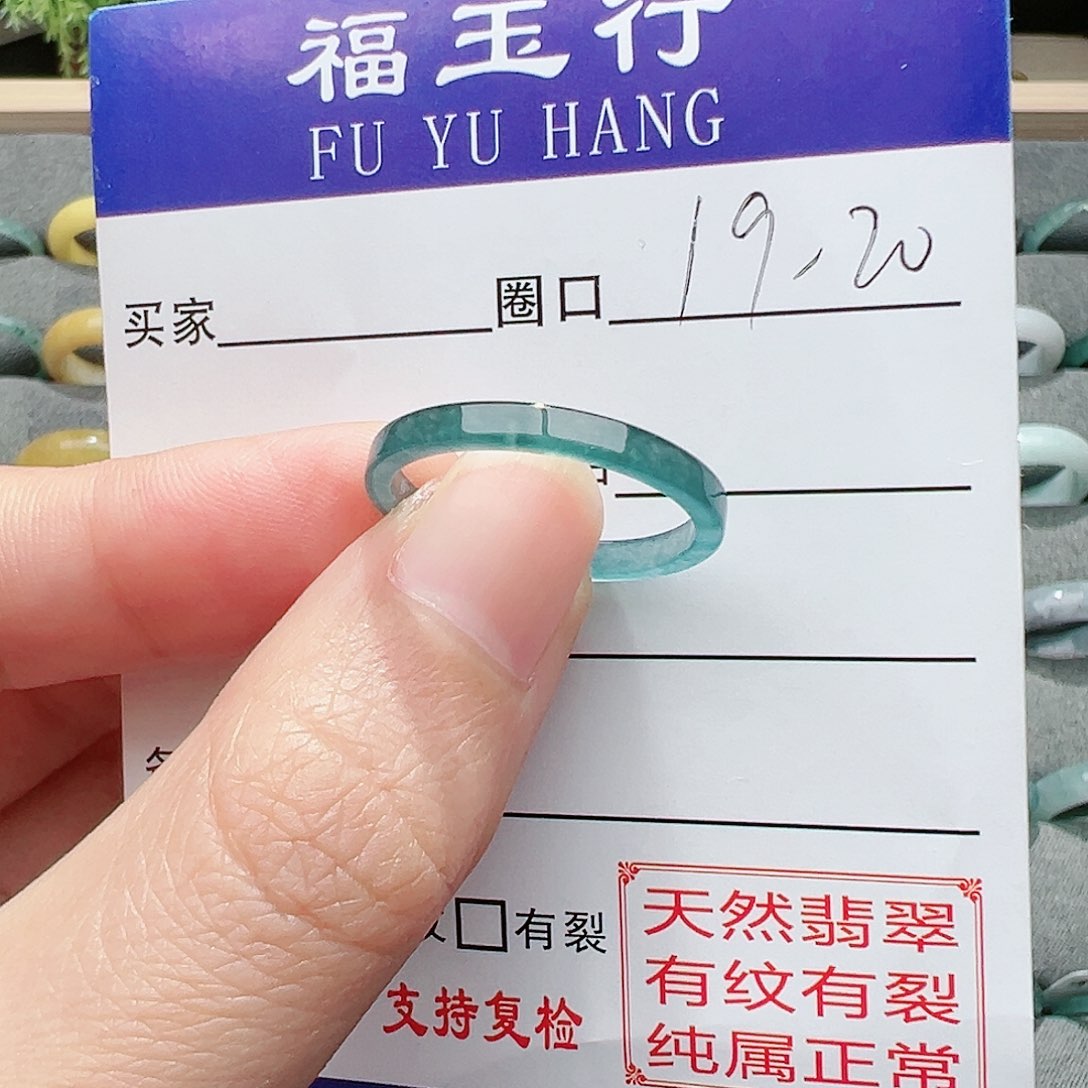 福玉行
FU YU HANG
买家 圈口 19.20
有裂
支持复检
天然翡翠
有纹有裂
纯属正常